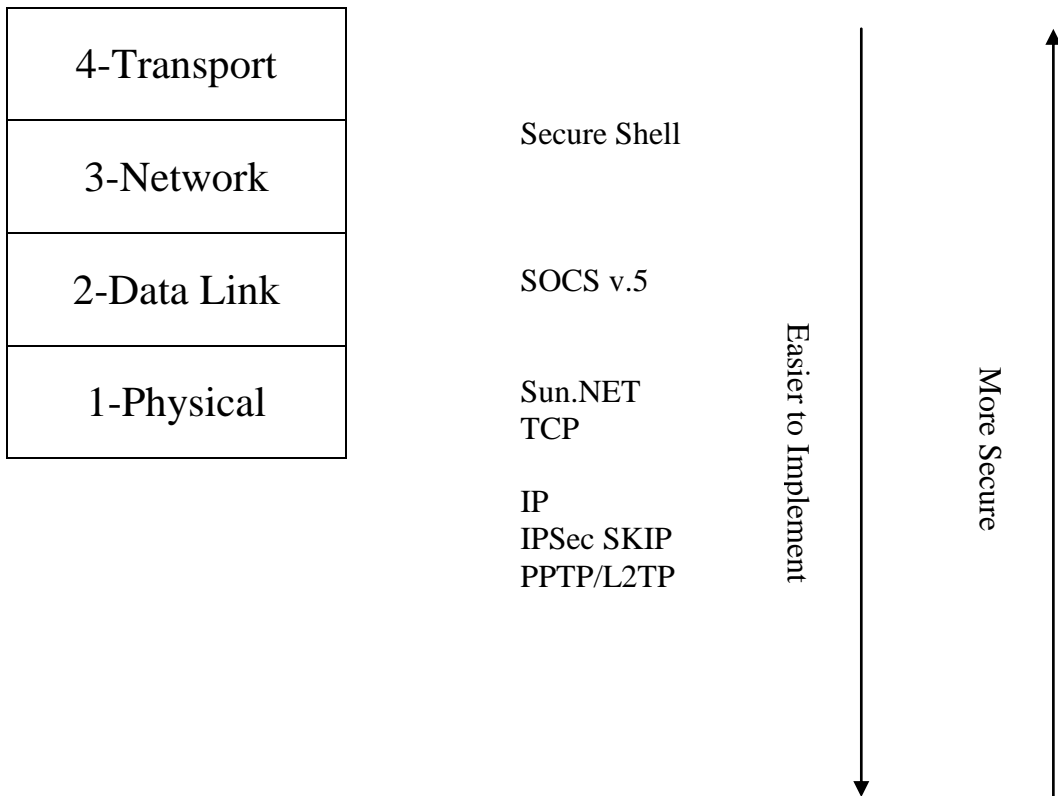 4-Transport
3-Network
2-Data Link
1-Physical
Secure Shell
SOCS v.5
Sun.NET
TCP
IP
IPSec SKIP
PPTP/L2TP
Easier to Implement
More Secure